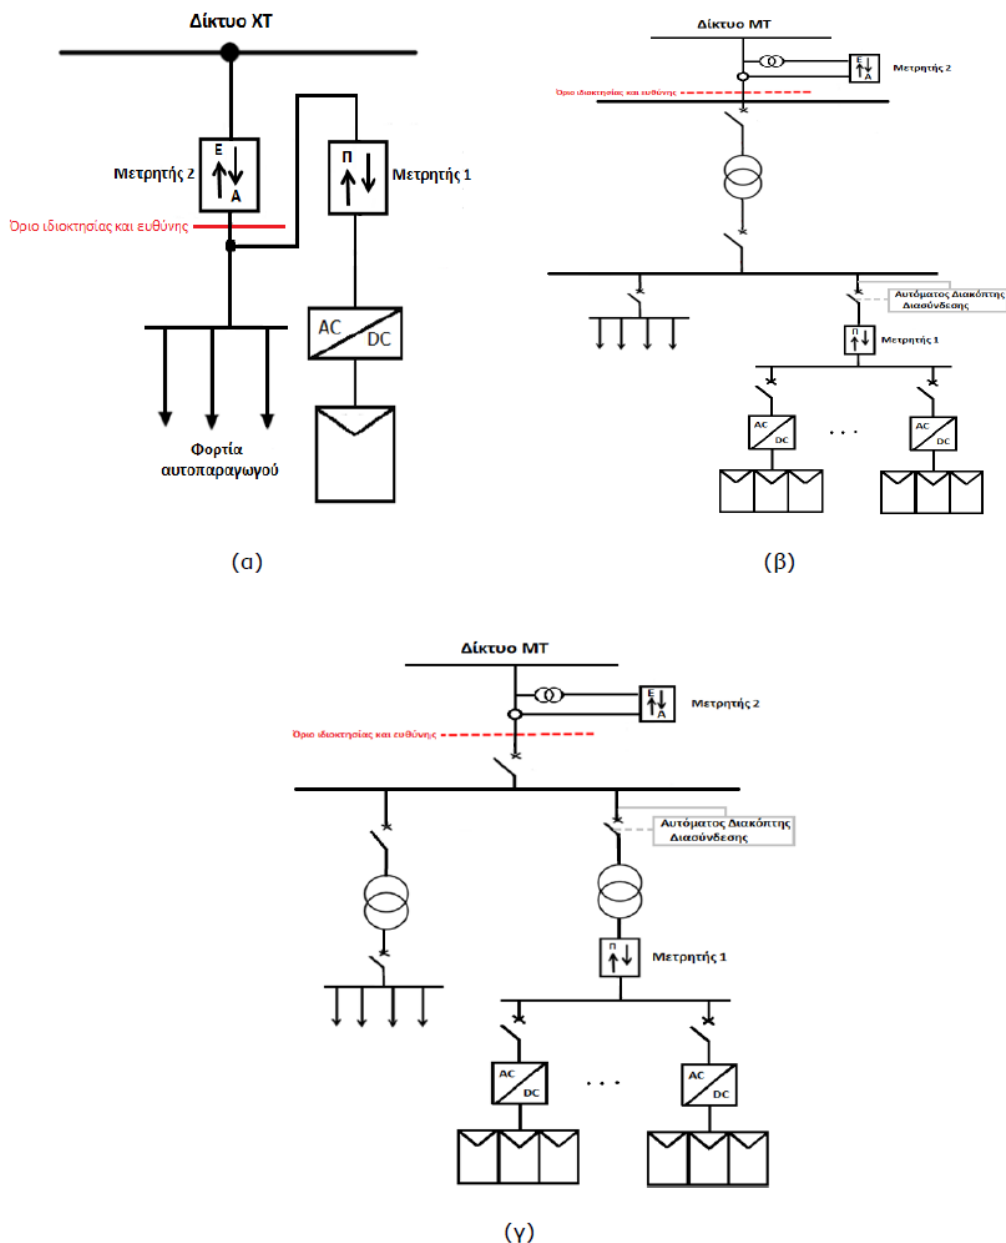 Δίκτυο ΧΤ
Ε
Α
Μετρητής 2
Π
Μετρητής 1
Όριο ιδιοκτησίας και ευθύνης
AC
DC
Φορτία
αυτοπαραγωγού
(α)
Δίκτυο ΜΤ
Ε
Α
Μετρητής 2
Όριο ιδιοκτησίας και ευθύνης
Αυτόματος Διακόπτης
Διασύνδεσης
Π
Μετρητής 1
AC
DC
...
AC
DC
(β)
Δίκτυο ΜΤ
Ε
Α
Μετρητής 2
Όριο ιδιοκτησίας και ευθύνης
Αυτόματος Διακόπτης
Διασύνδεσης
Π
Μετρητής 1
AC
DC
...
AC
DC
(γ)